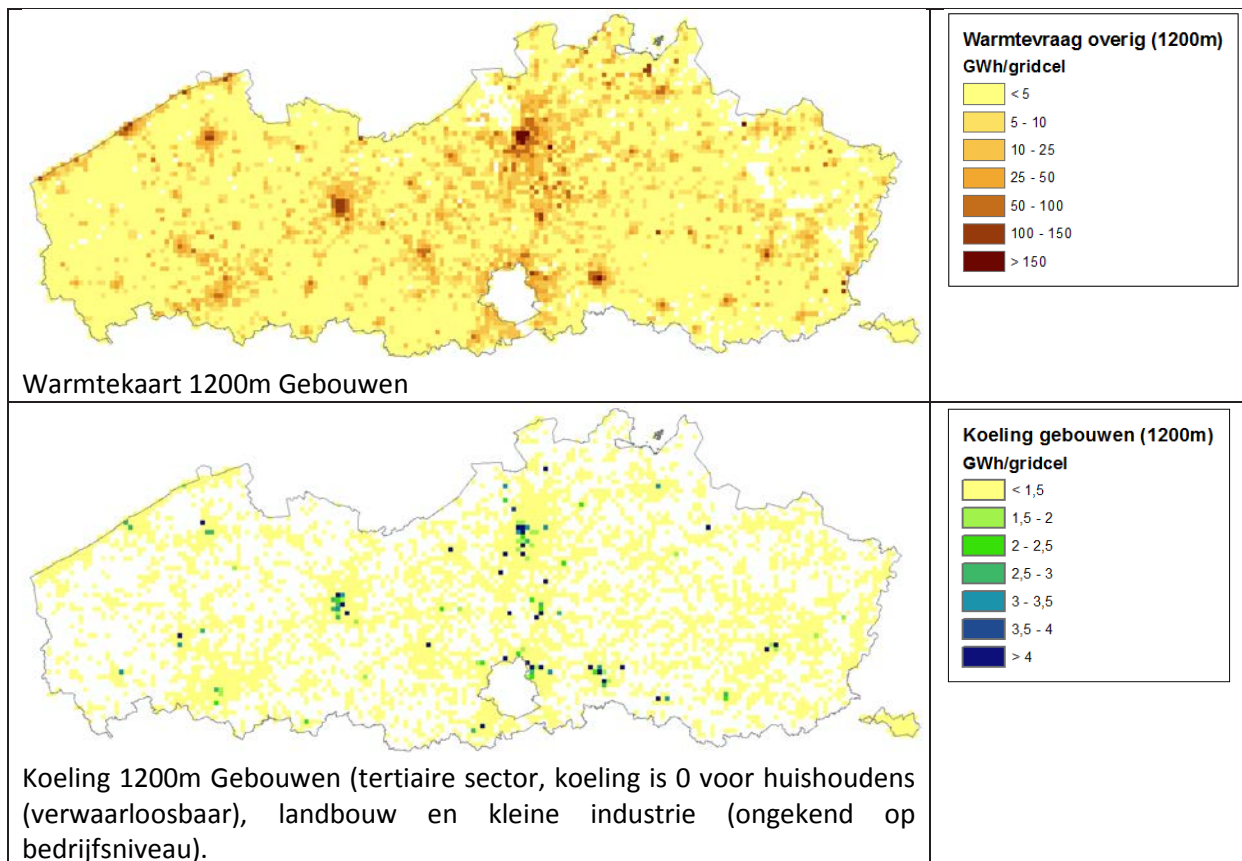 Warmtevraag overig (1200m)
GWh/gridcel
< 5
5 - 10
10 - 25
25 - 50
50 - 100
100 - 150
> 150
Warmtekaart 1200m Gebouwen
Koeling gebouwen (1200m)
GWh/gridcel
< 1,5
1,5 - 2
2 - 2,5
2,5 - 3
3 - 3,5
3,5 - 4
> 4
Koeling 1200m Gebouwen (tertiaire sector, koeling is 0 voor huishoudens
(verwaarloosbaar), landbouw en kleine industrie (ongekend op
bedrijfsniveau).